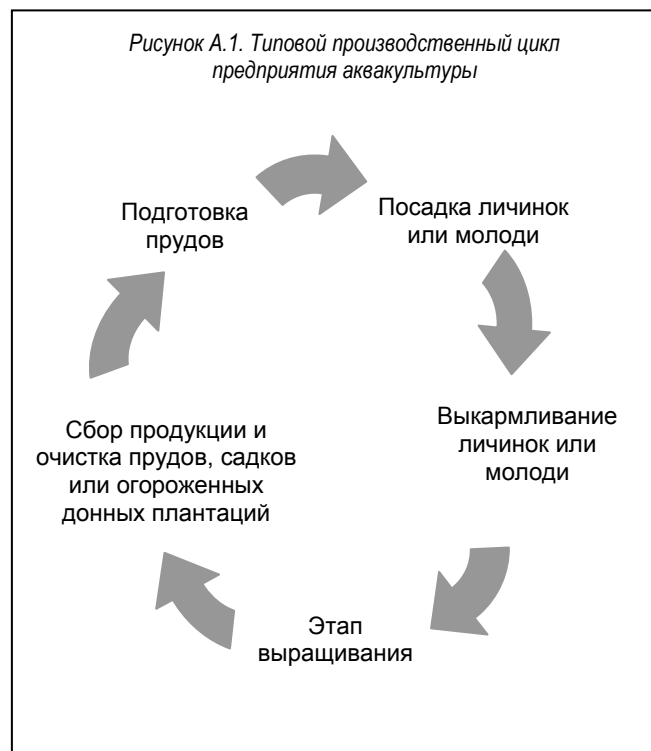 Рисунок А.1. Типовой производственный цикл
предприятия аквакультуры
Подготовка
прудов
Посадка личинок
или молоди
Выкармливание
личинок или
молоди
Этап
выращивания
Сбор продукции и
очистка прудов, садков
или огороженных
донных плантаций